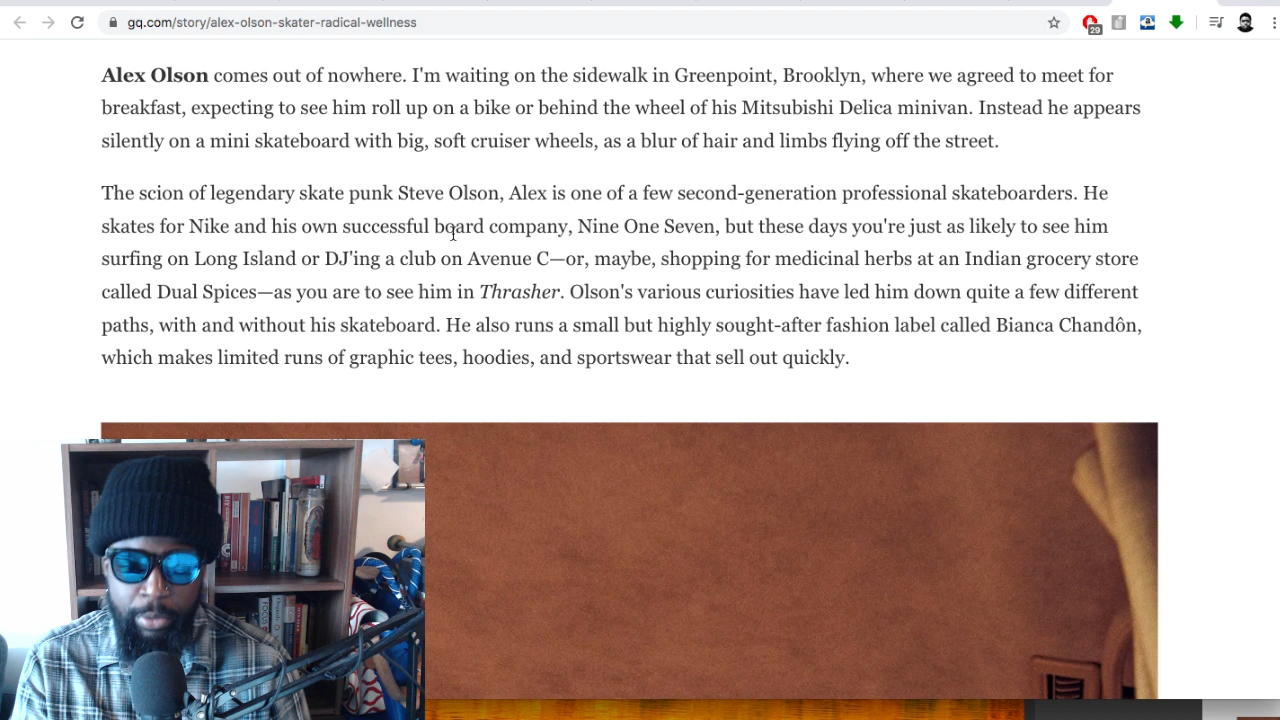 gq.com/story/alex-olson-skater-radical-wellness
29
Alex Olson comes out of nowhere. I'm waiting on the sidewalk in Greenpoint, Brooklyn, where we agreed to meet for
breakfast, expecting to see him roll up on a bike or behind the wheel of his Mitsubishi Delica minivan. Instead he appears
silently on a mini skateboard with big, soft cruiser wheels, as a blur of hair and limbs flying off the street.
The scion of legendary skate punk Steve Olson, Alex is one of a few second-generation professional skateboarders. He
skates for Nike and his own successful board company, Nine One Seven, but these days you're just as likely to see him
surfing on Long Island or DJ'ing a club on Avenue C—or, maybe, shopping for medicinal herbs at an Indian grocery store
called Dual Spices—as you are to see him in Thrasher. Olson's various curiosities have led him down quite a few different
paths, with and without his skateboard. He also runs a small but highly sought-after fashion label called Bianca Chandôn,
which makes limited runs of graphic tees, hoodies, and sportswear that sell out quickly.